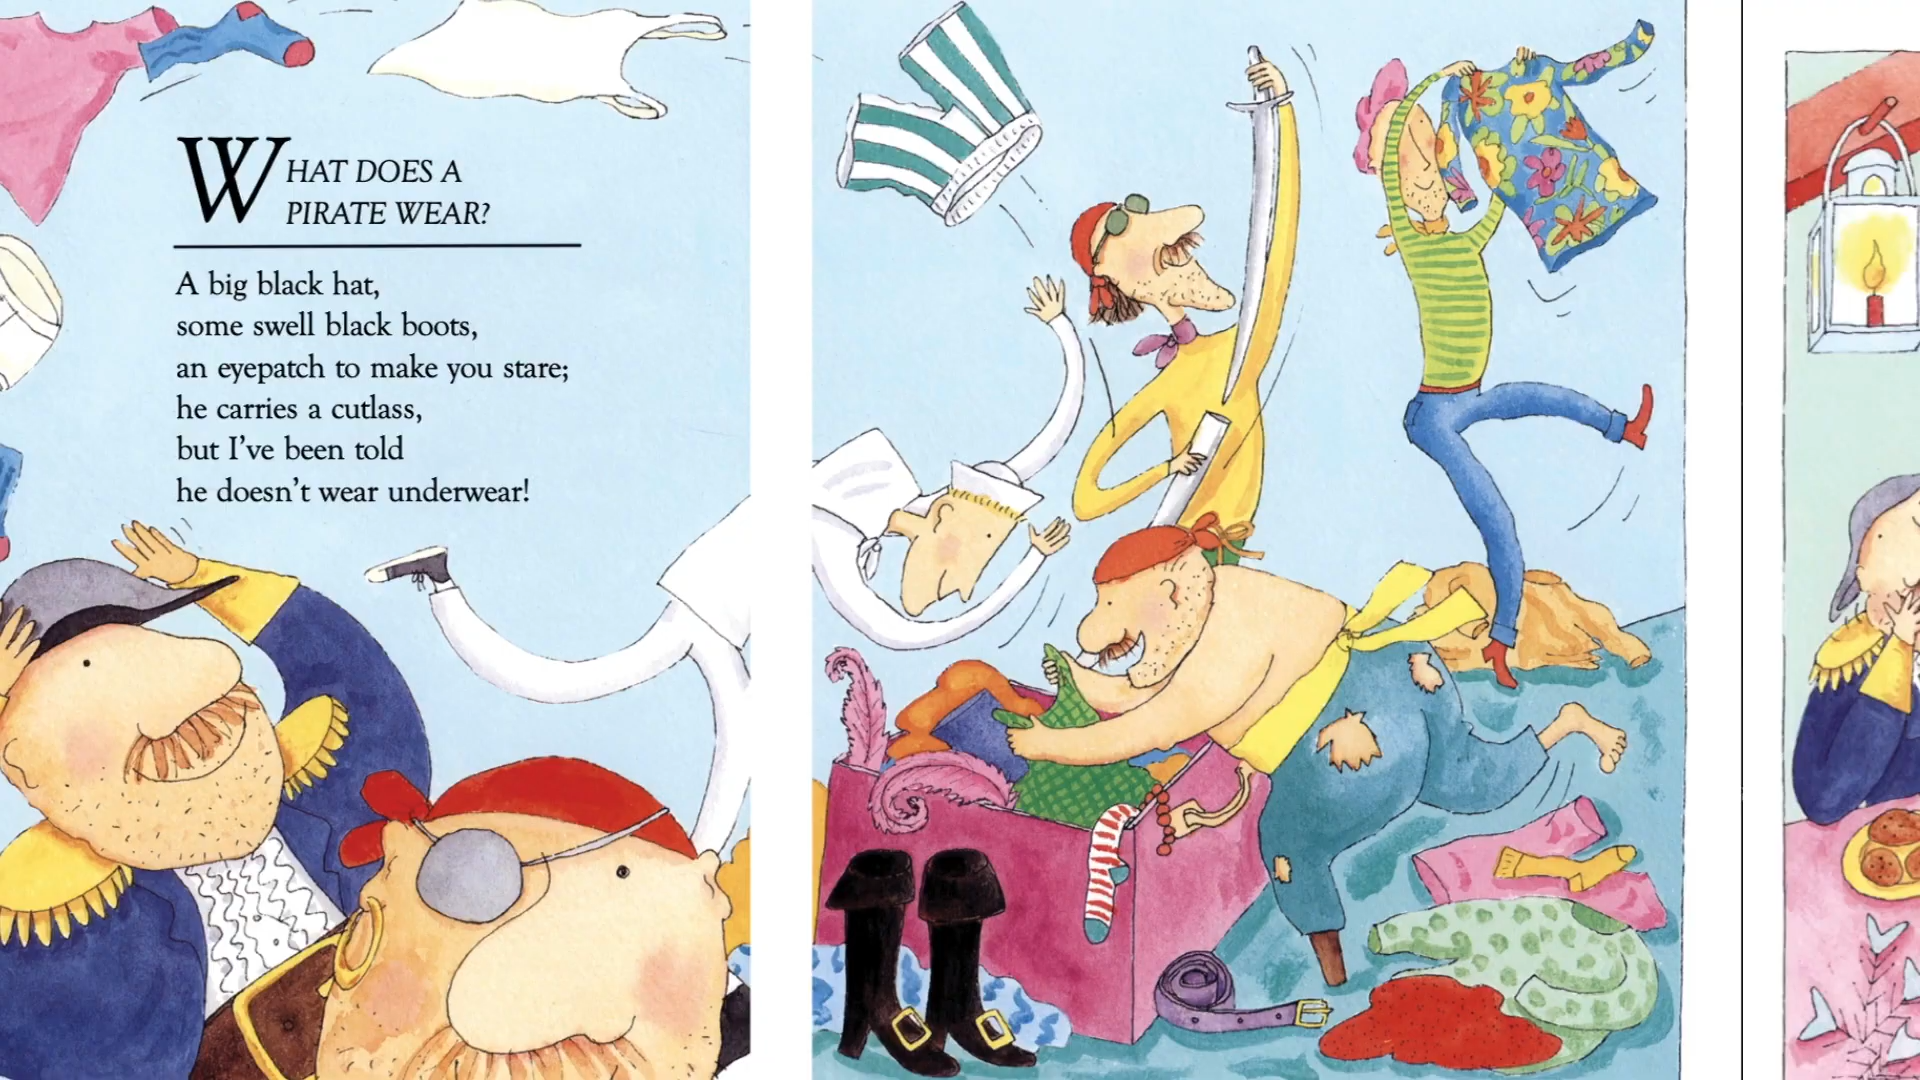 WHAT DOES A
PIRATE WEAR?
A big black hat,
some swell black boots,
an eyepatch to make you stare;
he carries a cutlass,
but I've been told
he doesn't wear underwear!